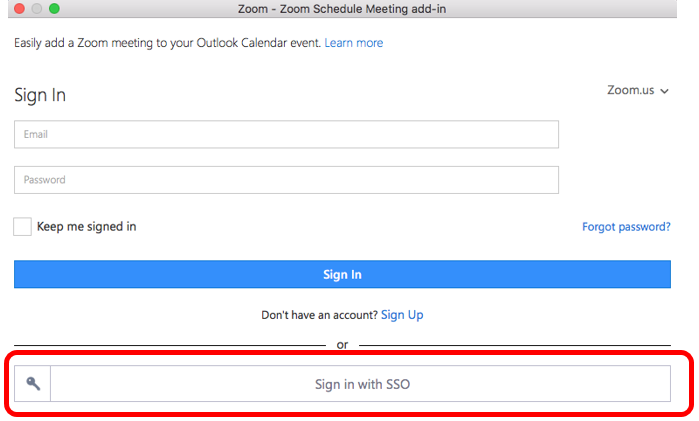 Zoom - Zoom Schedule Meeting add-in
Easily add a Zoom meeting to your Outlook Calendar event. Learn more
Sign In
Zoom.us
Email
Password
Keep me signed in
Forgot password?
Sign In
Don't have an account? Sign Up
or
Sign in with SSO